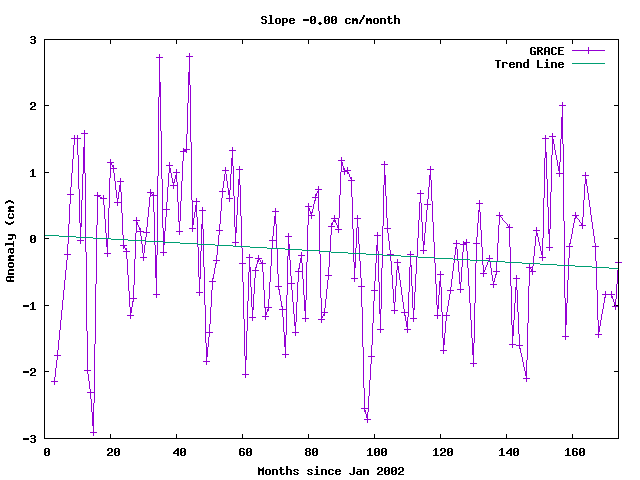 Slope -0.00 cm/month
GRACE
Trend Line
3
2
1
0
-1
-2
-3
Anomaly (cm)
0 20 40 60 80 100 120 140 160
Months since Jan 2002